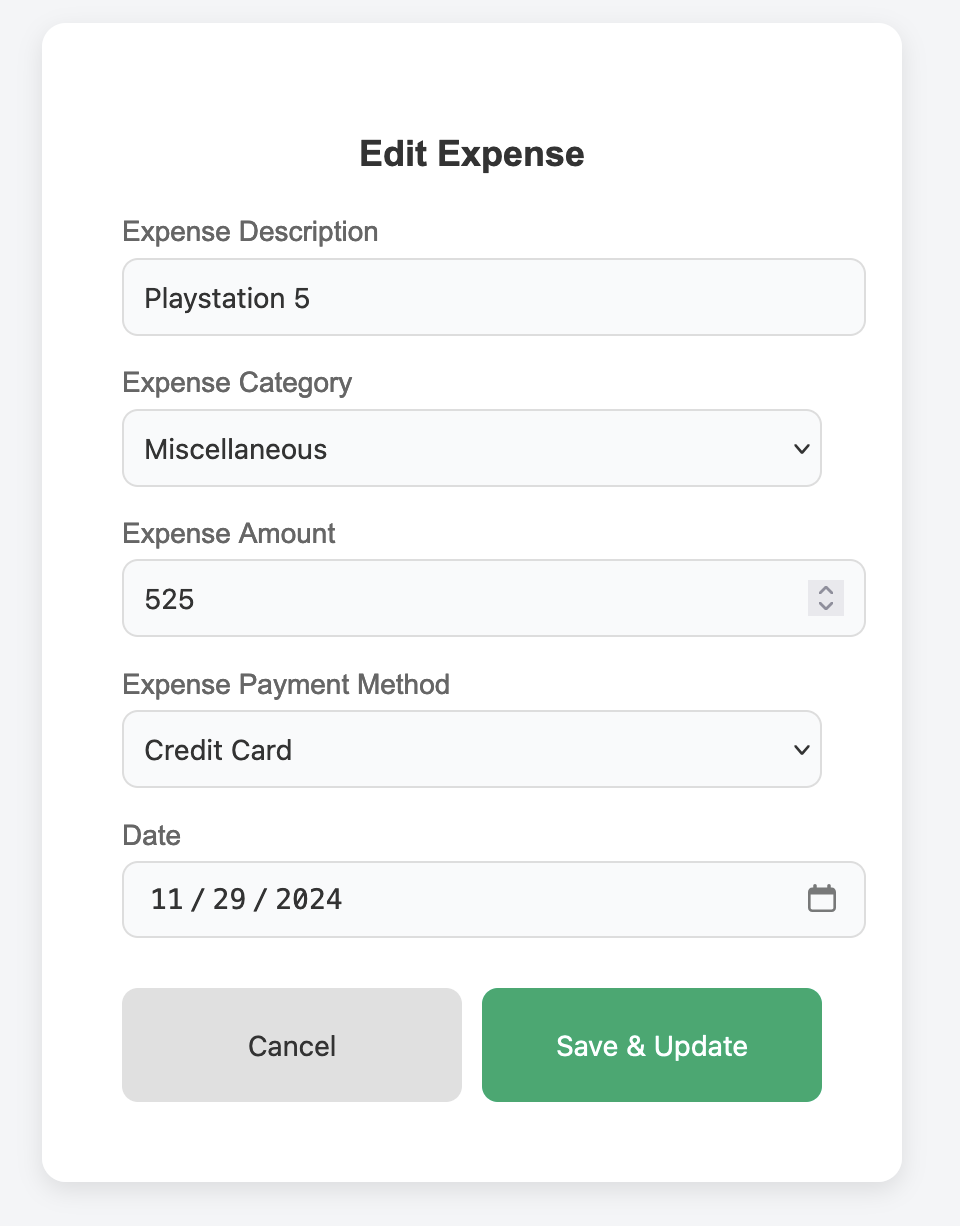 Edit Expense
Expense Description
Playstation 5
Expense Category
Miscellaneous
Expense Amount
525
Expense Payment Method
Credit Card
Date
11 / 29 / 2024
Cancel
Save & Update